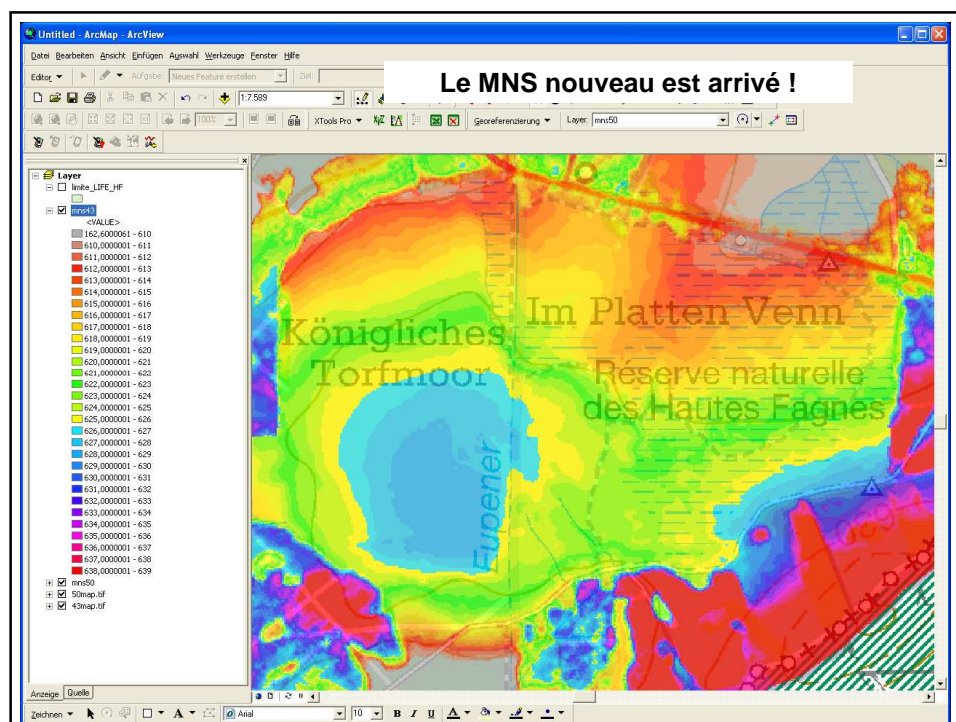 Untitled - ArcMap - ArcView
Datei Bearbeiten Ansicht Einfügen Auswahl Werkzeuge Fenster Hilfe
Editor Aufgabe: Neues Feature erstellen Ziel:
Le MNS nouveau est arrivé !
1:7.589
100% XTools Pro Georeferenzierung Layer: mns50
Layer
limite_LIFE_HF
mns43
<VALUE>
162,6000061 - 610
610,0000001 - 611
611,0000001 - 612
612,0000001 - 613
613,0000001 - 614
614,0000001 - 615
615,0000001 - 616
616,0000001 - 617
617,0000001 - 618
618,0000001 - 619
619,0000001 - 620
620,0000001 - 621
621,0000001 - 622
622,0000001 - 623
623,0000001 - 624
624,0000001 - 625
625,0000001 - 626
626,0000001 - 627
627,0000001 - 628
628,0000001 - 629
629,0000001 - 630
630,0000001 - 631
631,0000001 - 632
632,0000001 - 633
633,0000001 - 634
634,0000001 - 635
635,0000001 - 636
636,0000001 - 637
637,0000001 - 638
638,0000001 - 639
mns50
50map.tif
43map.tif
Königliches
Torfmoor
Im Platten Venn
Réserve naturelle
des Hautes Fagnes
Eupener
Anzeige Quelle
Zeichnen A Arial 10 B I U A